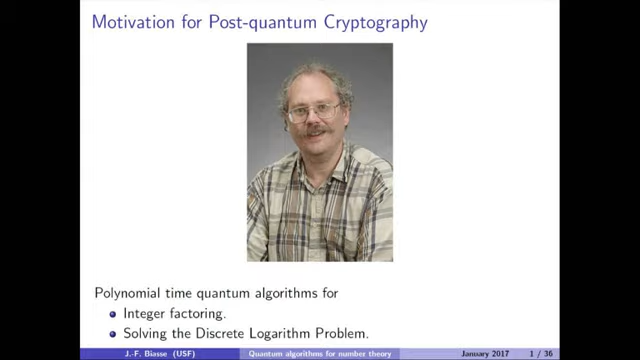 Motivation for Post-quantum Cryptography
Polynomial time quantum algorithms for
Integer factoring.
Solving the Discrete Logarithm Problem.
J.-F. Biasse (USF) Quantum algorithms for number theory January 2017 1 / 36